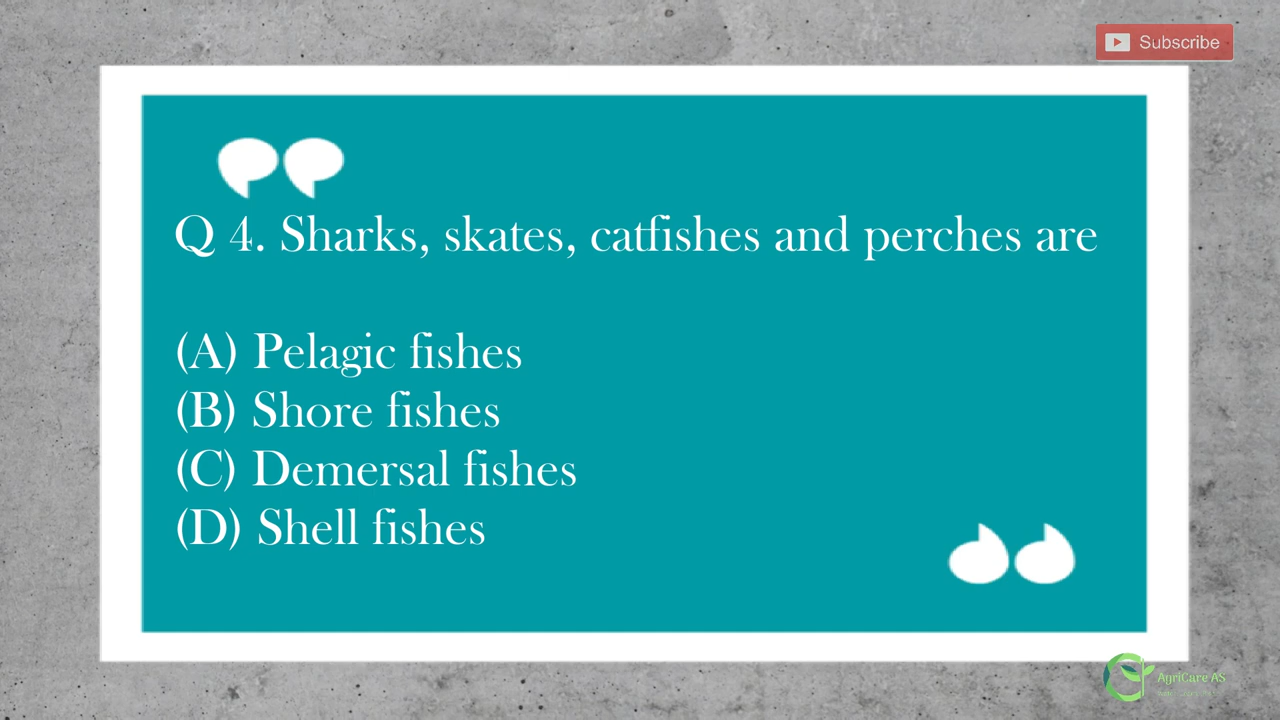 Subscribe
Q 4. Sharks, skates, catfishes and perches are
(A) Pelagic fishes
(B) Shore fishes
(C) Demersal fishes
(D) Shell fishes
AgriCare AS